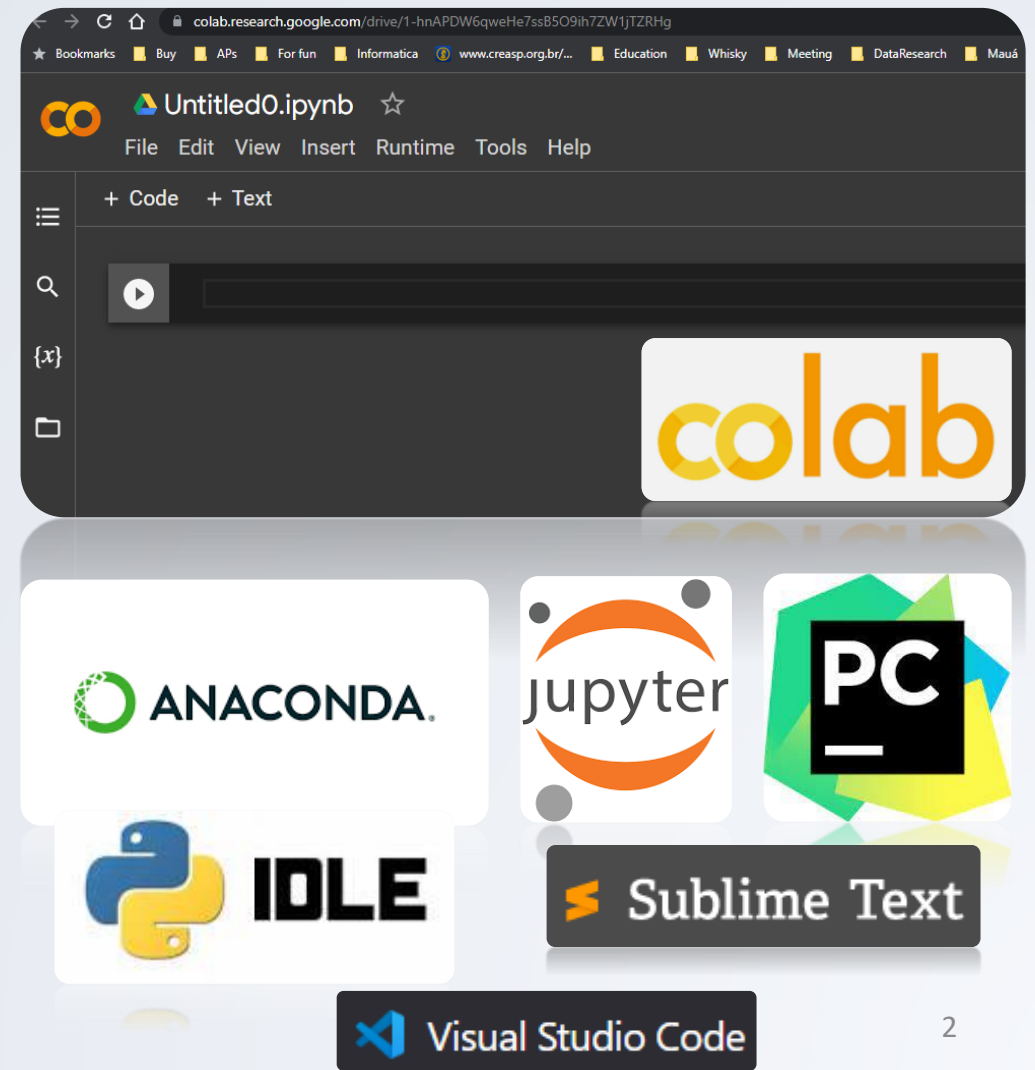 colab.research.google.com/drive/1-hnAPDW6qweHe7ssB5O9ih7ZW1jTZRHg
Bookmarks Buy APs For fun Informatica www.creasp.org.br/... Education Whisky Meeting DataResearch Mauá
Untitled0.ipynb
File Edit View Insert Runtime Tools Help
+ Code + Text
{x}
colab
ANACONDA.
jupyter
PC
IDLE
Sublime Text
Visual Studio Code
2